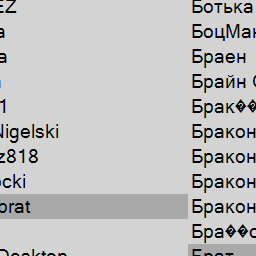 EZ
Ботька
a
БоцМан
a
Браен
Брайн
1
Брак��
Nigelski
Бракон
z818
Бракон
ocki
Бракон
brat
Бракон
Бра��с
Desktop
Брат